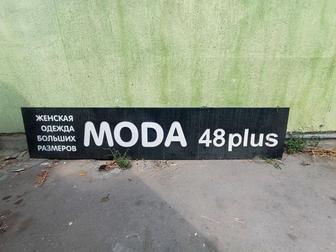 ЖЕНСКАЯ
ОДЕЖДА
БОЛЬШИХ
РАЗМЕРОВ
MODA 48plus